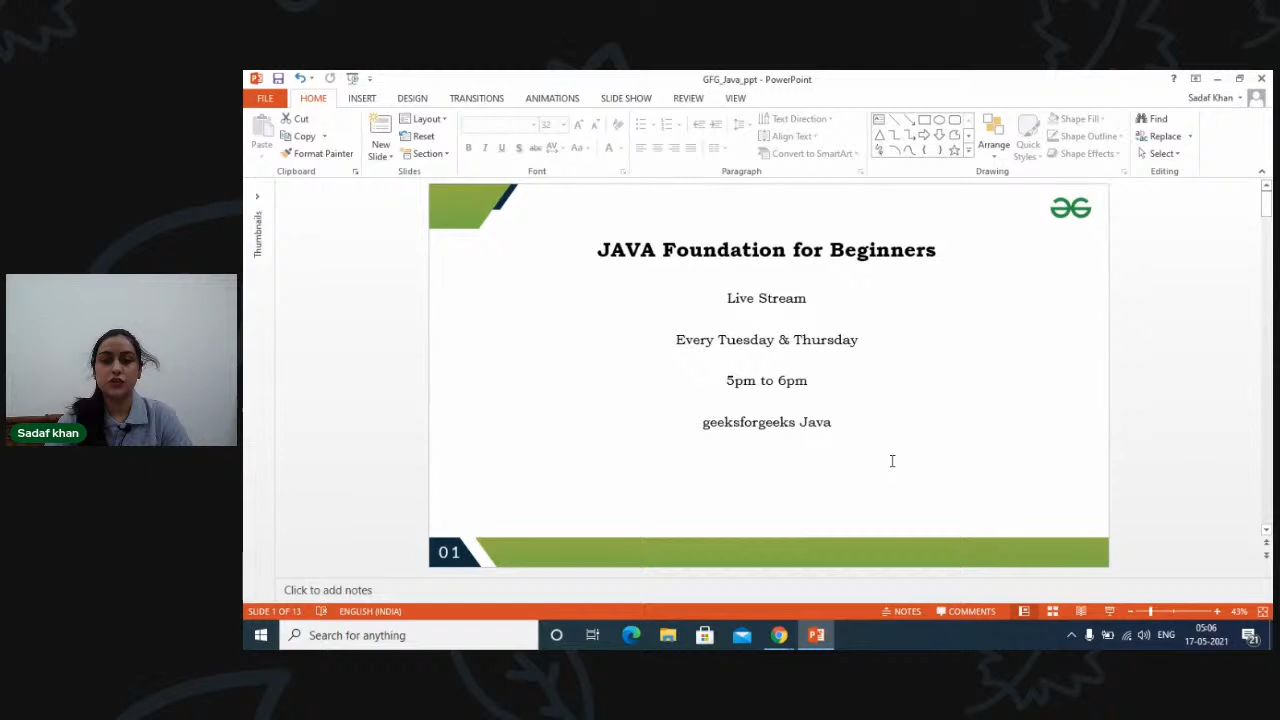 GFG_Java_ppt - PowerPoint
?
FILE HOME INSERT DESIGN TRANSITIONS ANIMATIONS SLIDE SHOW REVIEW VIEW
Sadaf Khan
Paste
Cut
Copy
Format Painter
Clipboard
New
Slide
Layout
Reset
Section
Slides
32
Font
Text Direction
Align Text
Convert to SmartArt
Paragraph
Arrange
Quick
Styles
Shape Fill
Shape Outline
Shape Effects
Drawing
Find
Replace
Select
Editing
Thumbnails
JAVA Foundation for Beginners
Live Stream
Every Tuesday & Thursday
5pm to 6pm
geeksforgeeks Java
01
Sadaf khan
Click to add notes
SLIDE 1 OF 13 ENGLISH (INDIA) NOTES COMMENTS 43%
Search for anything
ENG
05:06
17-05-2021
21